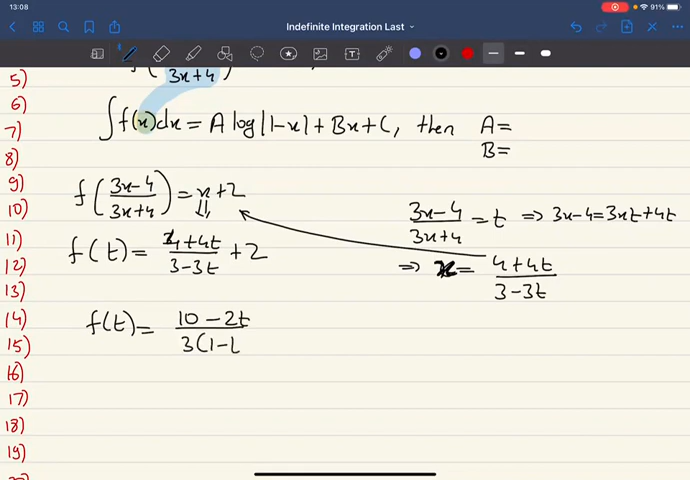 13:08
91%
Indefinite Integration Last
5)
3x+4
6)
7) ∫f(x)dx = A log|1-x| + Bx + C, then A=
8) B=
9) f((3x-4)/(3x+4)) = x+2
10) (3x-4)/(3x+4) = t ⇒ 3x-4=3xt+4t
11) f(t) = (4+4t)/(3-3t) + 2
12) ⇒ x = (4+4t)/(3-3t)
13)
14) f(t) = (10-2t)/(3(1-
15)
16)
17)
18)
19)